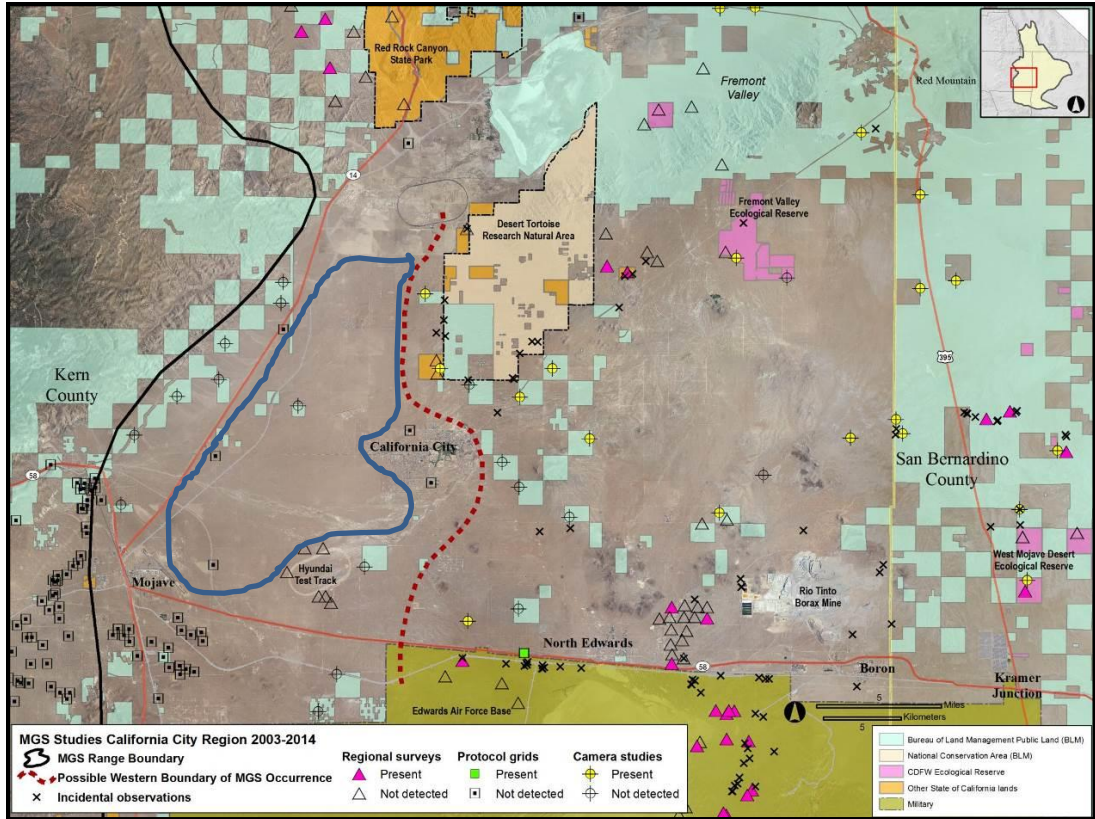 Red Rock Canyon
State Park
Fremont
Valley
Red Mountain
14
Fremont Valley
Ecological Reserve
Desert Tortoise
Research Natural Area
395
Kern
County
California City
San Bernardino
County
58
West Mojave Desert
Ecological Reserve
Mojave
Hyundai
Test Track
Rio Tinto
Borax Mine
North Edwards
58
Boron
Kramer
Junction
Edwards Air Force Base
5
Miles
Kilometers
5
MGS Studies California City Region 2003-2014
MGS Range Boundary
Possible Western Boundary of MGS Occurrence
Incidental observations
Regional surveys
Present
Not detected
Protocol grids
Present
Not detected
Camera studies
Present
Not detected
Bureau of Land Management Public Land (BLM)
National Conservation Area (BLM)
CDFW Ecological Reserve
Other State of California lands
Military